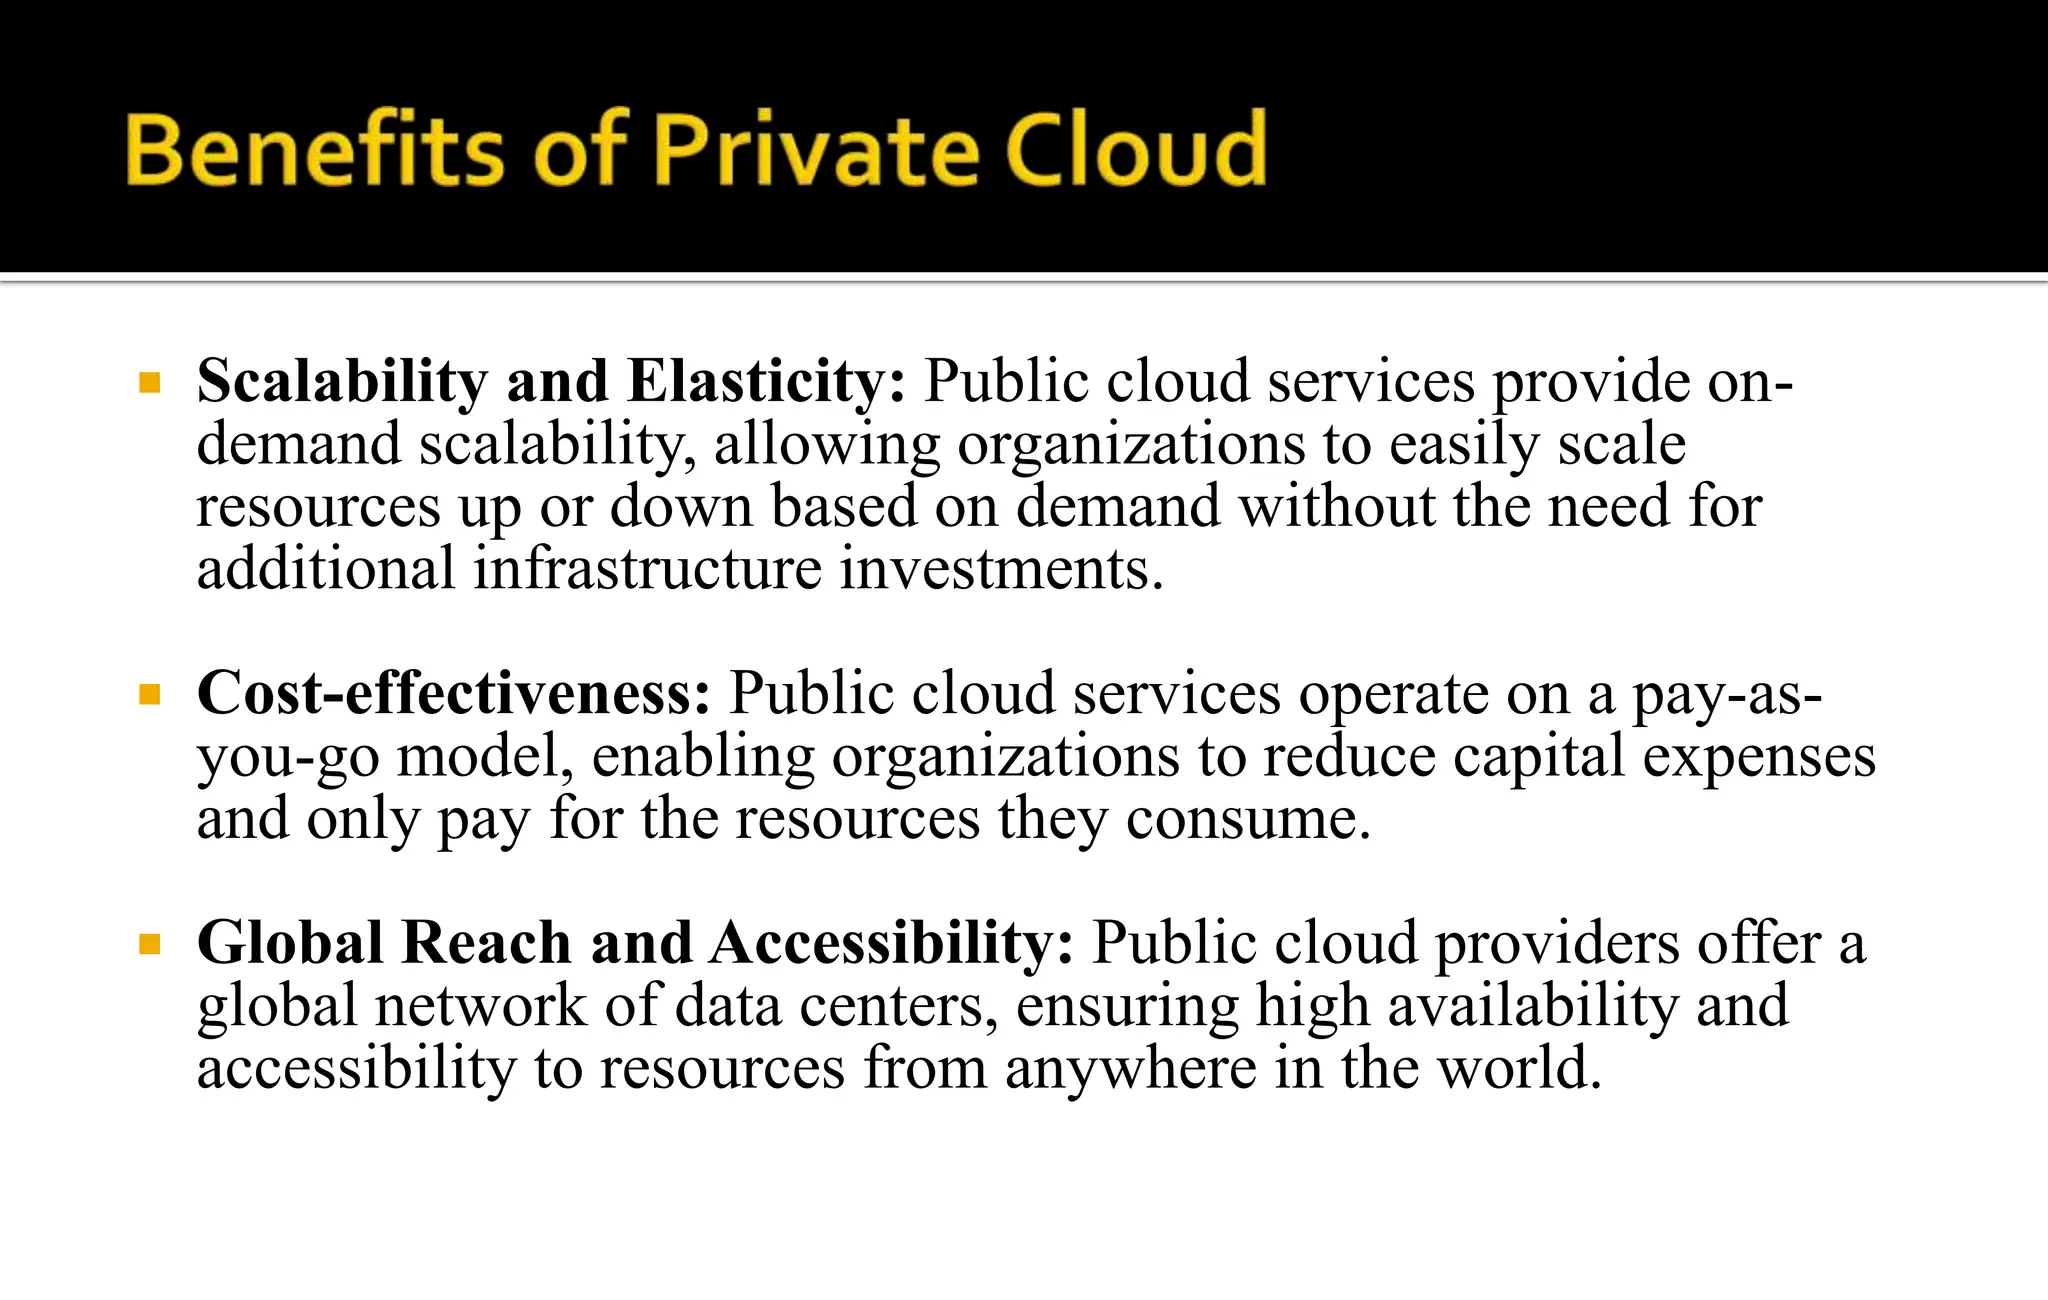 Benefits of Private Cloud
Scalability and Elasticity: Public cloud services provide on-
demand scalability, allowing organizations to easily scale
resources up or down based on demand without the need for
additional infrastructure investments.
Cost-effectiveness: Public cloud services operate on a pay-as-
you-go model, enabling organizations to reduce capital expenses
and only pay for the resources they consume.
Global Reach and Accessibility: Public cloud providers offer a
global network of data centers, ensuring high availability and
accessibility to resources from anywhere in the world.